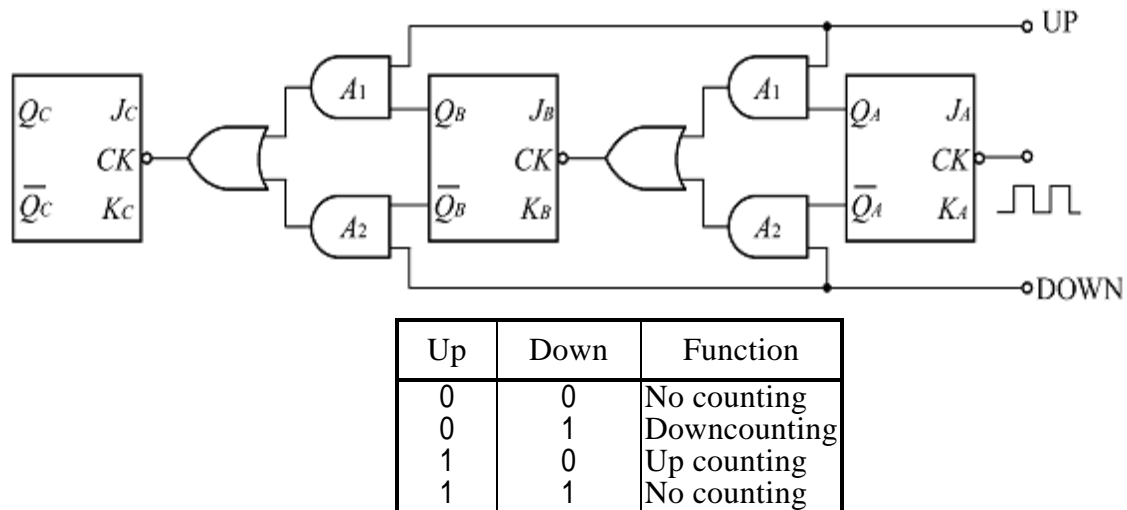 UP
A1 A1
QC JC QB JB QA JA
CK CK CK
Q̅C KC Q̅B KB Q̅A KA
A2 A2
DOWN
Up Down Function
0 0 No counting
0 1 Downcounting
1 0 Up counting
1 1 No counting